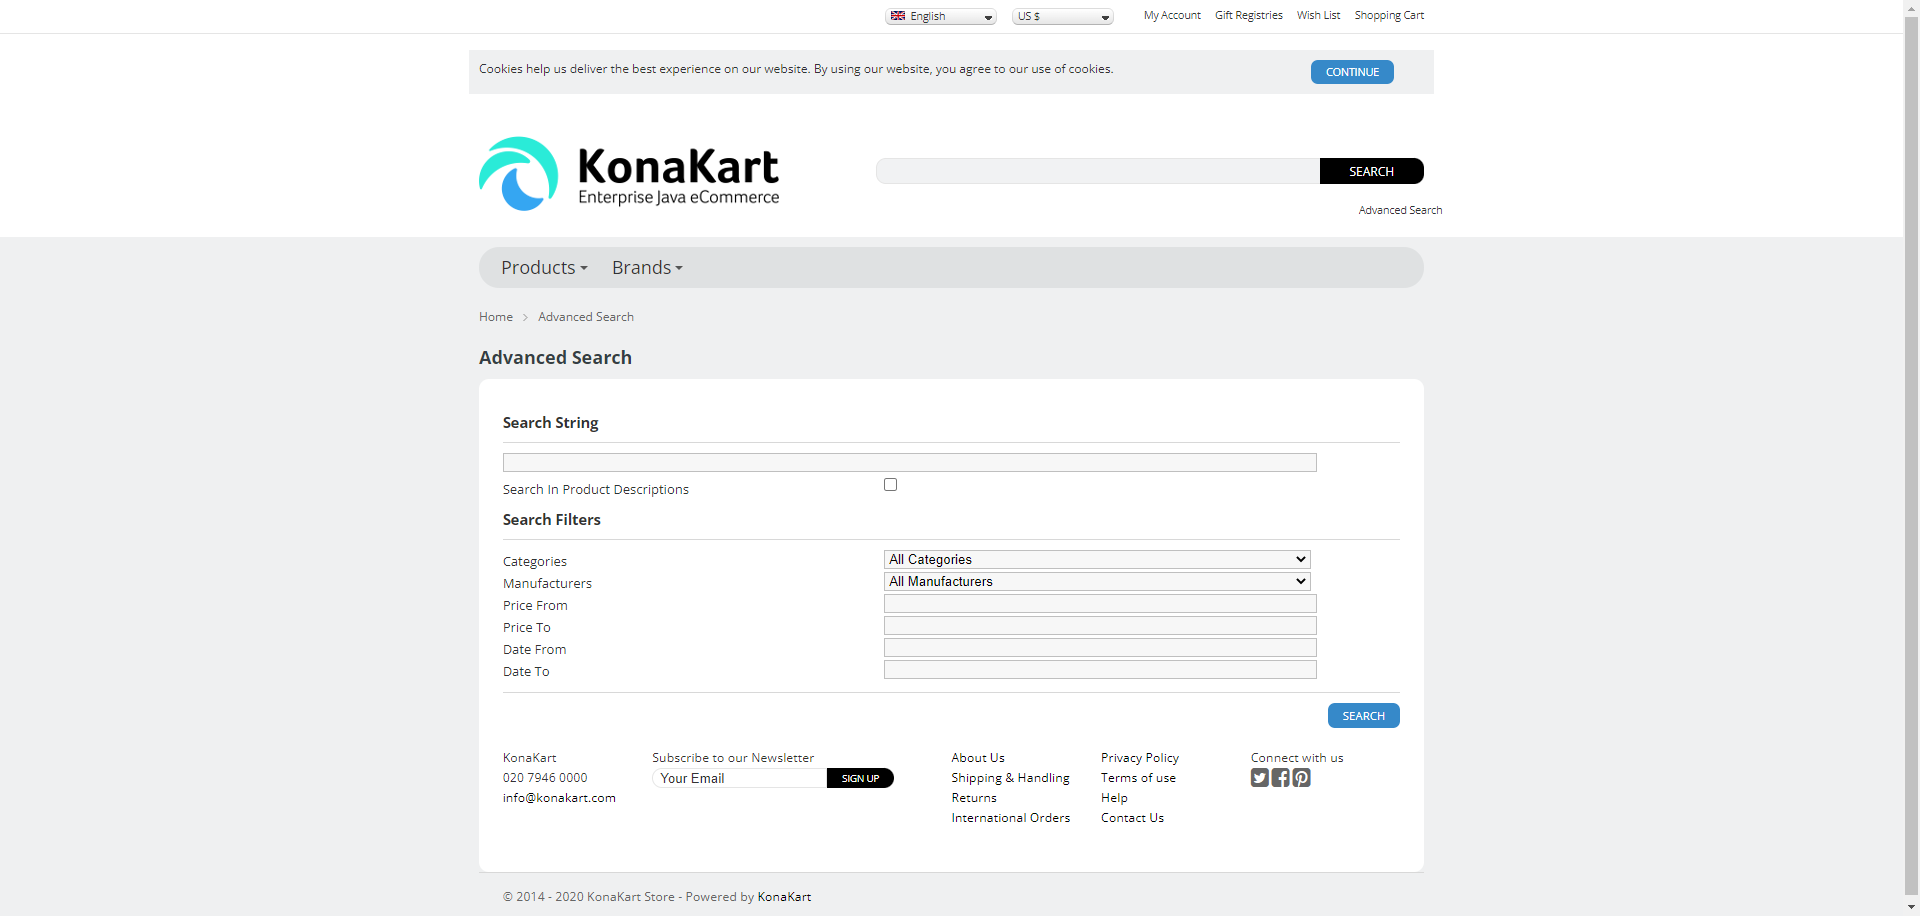 English
US $
My Account
Gift Registries
Wish List
Shopping Cart
Cookies help us deliver the best experience on our website. By using our website, you agree to our use of cookies.
CONTINUE
KonaKart
Enterprise Java eCommerce
SEARCH
Advanced Search
Products
Brands
Home
Advanced Search
Advanced Search
Search String
Search In Product Descriptions
Search Filters
Categories
All Categories
Manufacturers
All Manufacturers
Price From
Price To
Date From
Date To
SEARCH
KonaKart
020 7946 0000
info@konakart.com
Subscribe to our Newsletter
Your Email
SIGN UP
About Us
Shipping & Handling
Returns
International Orders
Privacy Policy
Terms of use
Help
Contact Us
Connect with us
© 2014 - 2020 KonaKart Store - Powered by KonaKart